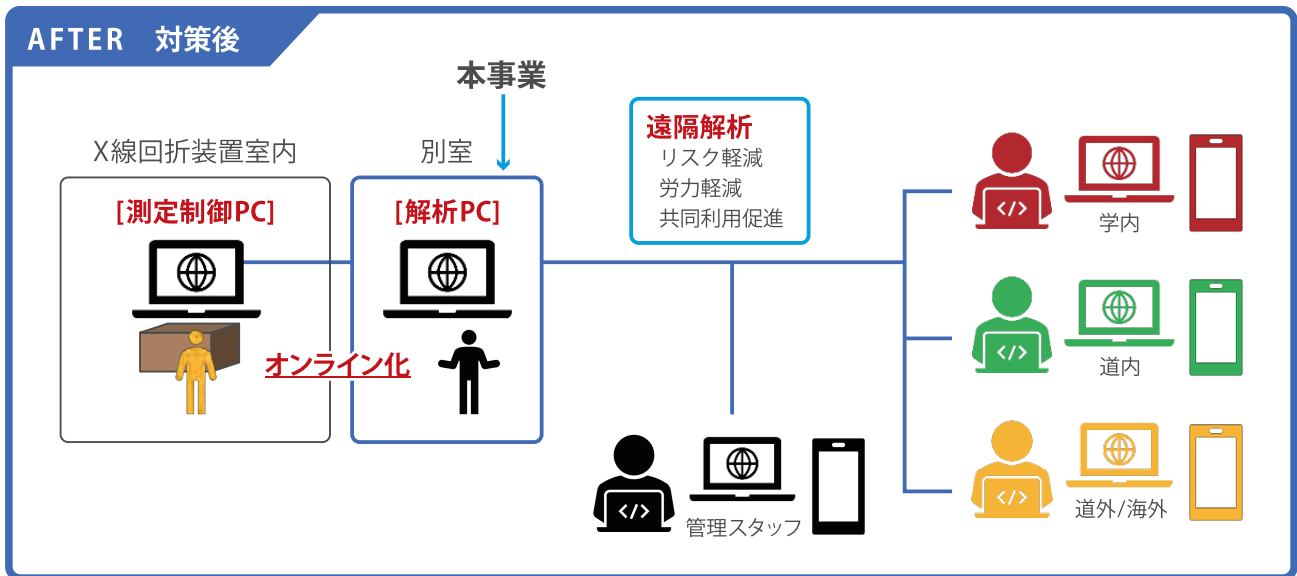 AFTER 対策後
本事業
X線回折装置室内
別室
[測定制御PC]
[解析PC]
オンライン化
遠隔解析
リスク軽減
労力軽減
共同利用促進
</>
学内
</>
道内
</>
道外/海外
</>
管理スタッフ